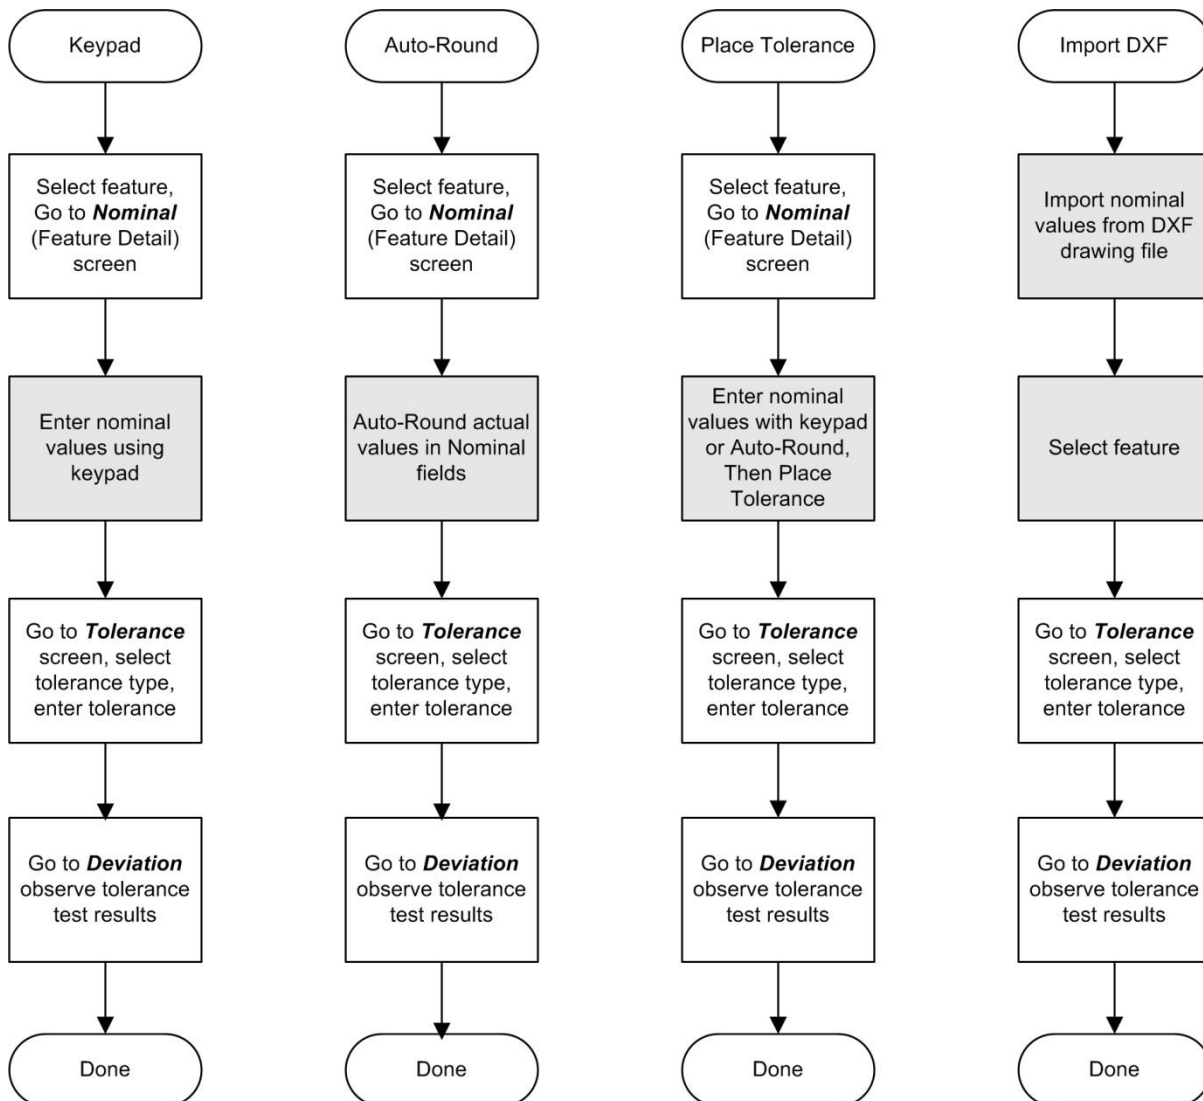 Keypad
Select feature,
Go to Nominal
(Feature Detail)
screen
Enter nominal
values using
keypad
Go to Tolerance
screen, select
tolerance type,
enter tolerance
Go to Deviation
observe tolerance
test results
Done
Auto-Round
Select feature,
Go to Nominal
(Feature Detail)
screen
Auto-Round actual
values in Nominal
fields
Go to Tolerance
screen, select
tolerance type,
enter tolerance
Go to Deviation
observe tolerance
test results
Done
Place Tolerance
Select feature,
Go to Nominal
(Feature Detail)
screen
Enter nominal
values with keypad
or Auto-Round,
Then Place
Tolerance
Go to Tolerance
screen, select
tolerance type,
enter tolerance
Go to Deviation
observe tolerance
test results
Done
Import DXF
Import nominal
values from DXF
drawing file
Select feature
Go to Tolerance
screen, select
tolerance type,
enter tolerance
Go to Deviation
observe tolerance
test results
Done